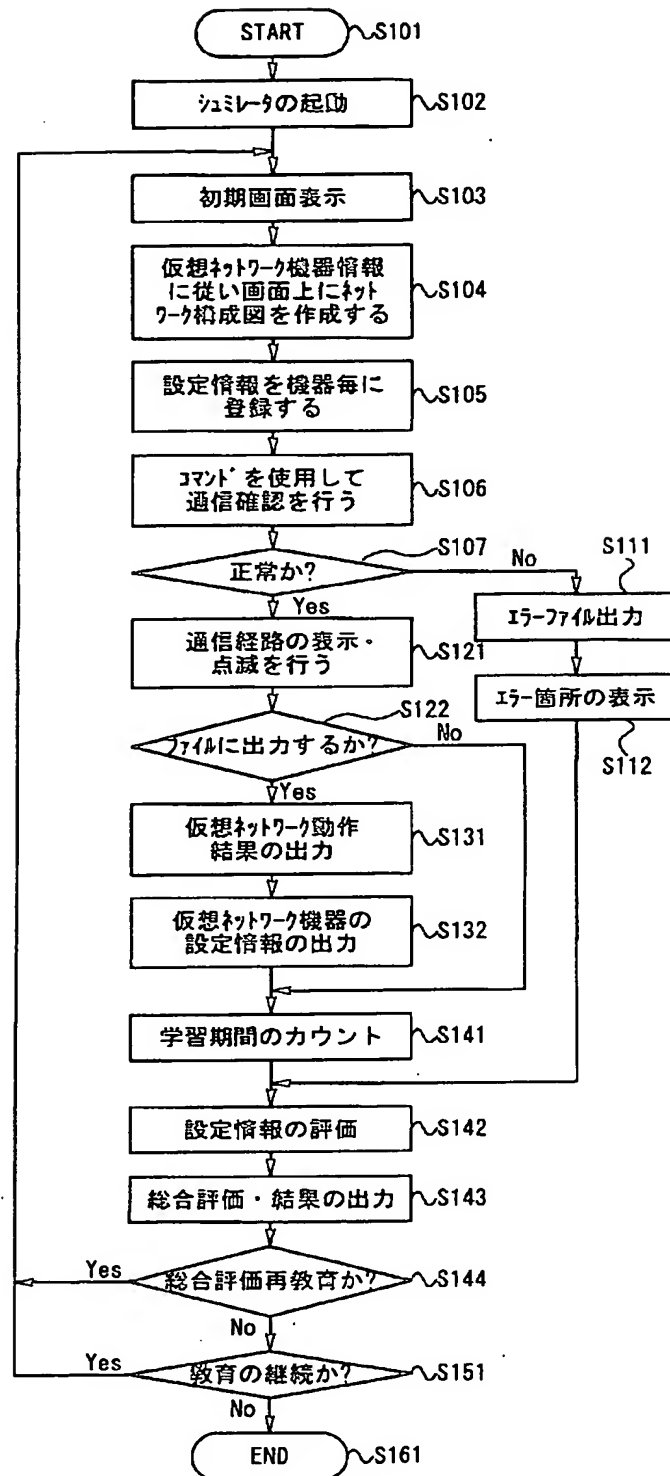 START S101
ｼｭﾐﾚｰﾀの起動 S102
初期画面表示 S103
仮想ﾈｯﾄﾜｰｸ機器情報
に従い画面上にﾈｯﾄ S104
ﾜｰｸ構成図を作成する
設定情報を機器毎に S105
登録する
ｺﾏﾝﾄﾞを使用して S106
通信確認を行う
S107
正常か?
No
S111
Yes
ｴﾗｰﾌｧｲﾙ出力
通信経路の表示・ S121
点滅を行う
ｴﾗｰ箇所の表示
S112
S122
ﾌｧｲﾙに出力するか?
No
Yes
仮想ﾈｯﾄﾜｰｸ動作 S131
結果の出力
仮想ﾈｯﾄﾜｰｸ機器の S132
設定情報の出力
学習期間のカウント S141
設定情報の評価 S142
総合評価・結果の出力 S143
Yes
総合評価再教育か? S144
No
Yes
教育の継続か? S151
No
END S161